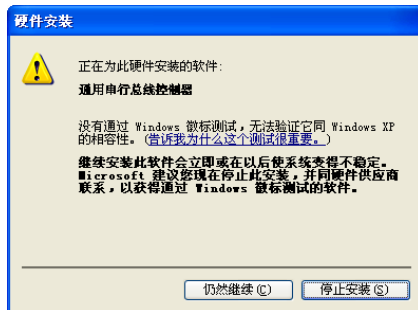 硬件安装
正在为此硬件安装的软件:
通用串行总线控制器
没有通过 Windows 徽标测试，无法验证它同 Windows XP
的相容性。（告诉我为什么这个测试很重要。）
继续安装此软件会立即或在以后使系统变得不稳定。
Microsoft 建议您现在停止此安装，并同硬件供应商
联系，以获得通过 Windows 徽标测试的软件。
仍然继续(C)
停止安装(S)